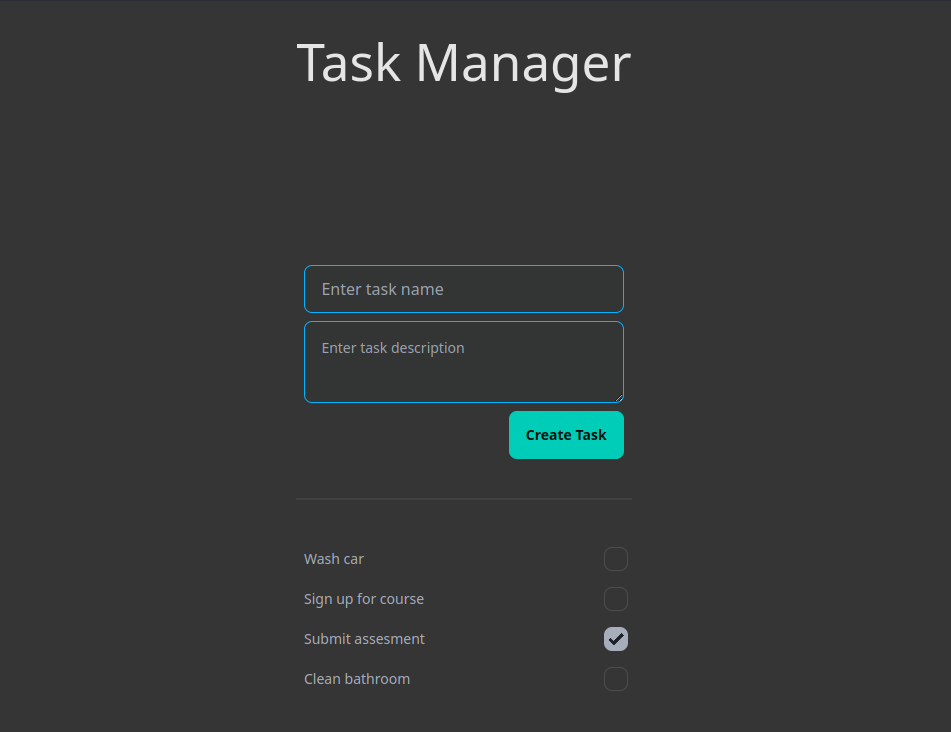 Task Manager
Enter task name
Enter task description
Create Task
Wash car
Sign up for course
Submit assesment
Clean bathroom